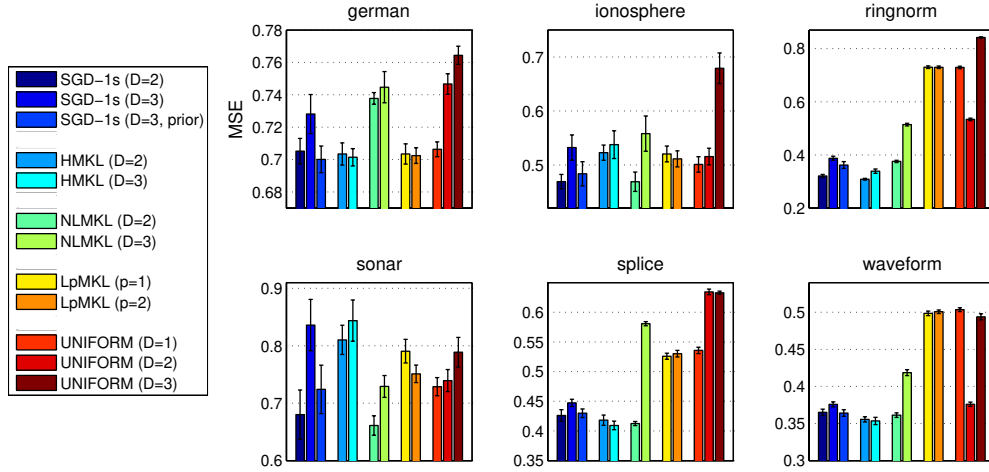 SGD−1s (D=2)
SGD−1s (D=3)
SGD−1s (D=3, prior)
HMKL (D=2)
HMKL (D=3)
NLMKL (D=2)
NLMKL (D=3)
LpMKL (p=1)
LpMKL (p=2)
UNIFORM (D=1)
UNIFORM (D=2)
UNIFORM (D=3)
german
MSE
0.78
0.76
0.74
0.72
0.7
0.68
ionosphere
0.7
0.6
0.5
ringnorm
0.8
0.6
0.4
0.2
sonar
0.9
0.8
0.7
0.6
splice
0.65
0.6
0.55
0.5
0.45
0.4
0.35
waveform
0.5
0.45
0.4
0.35
0.3